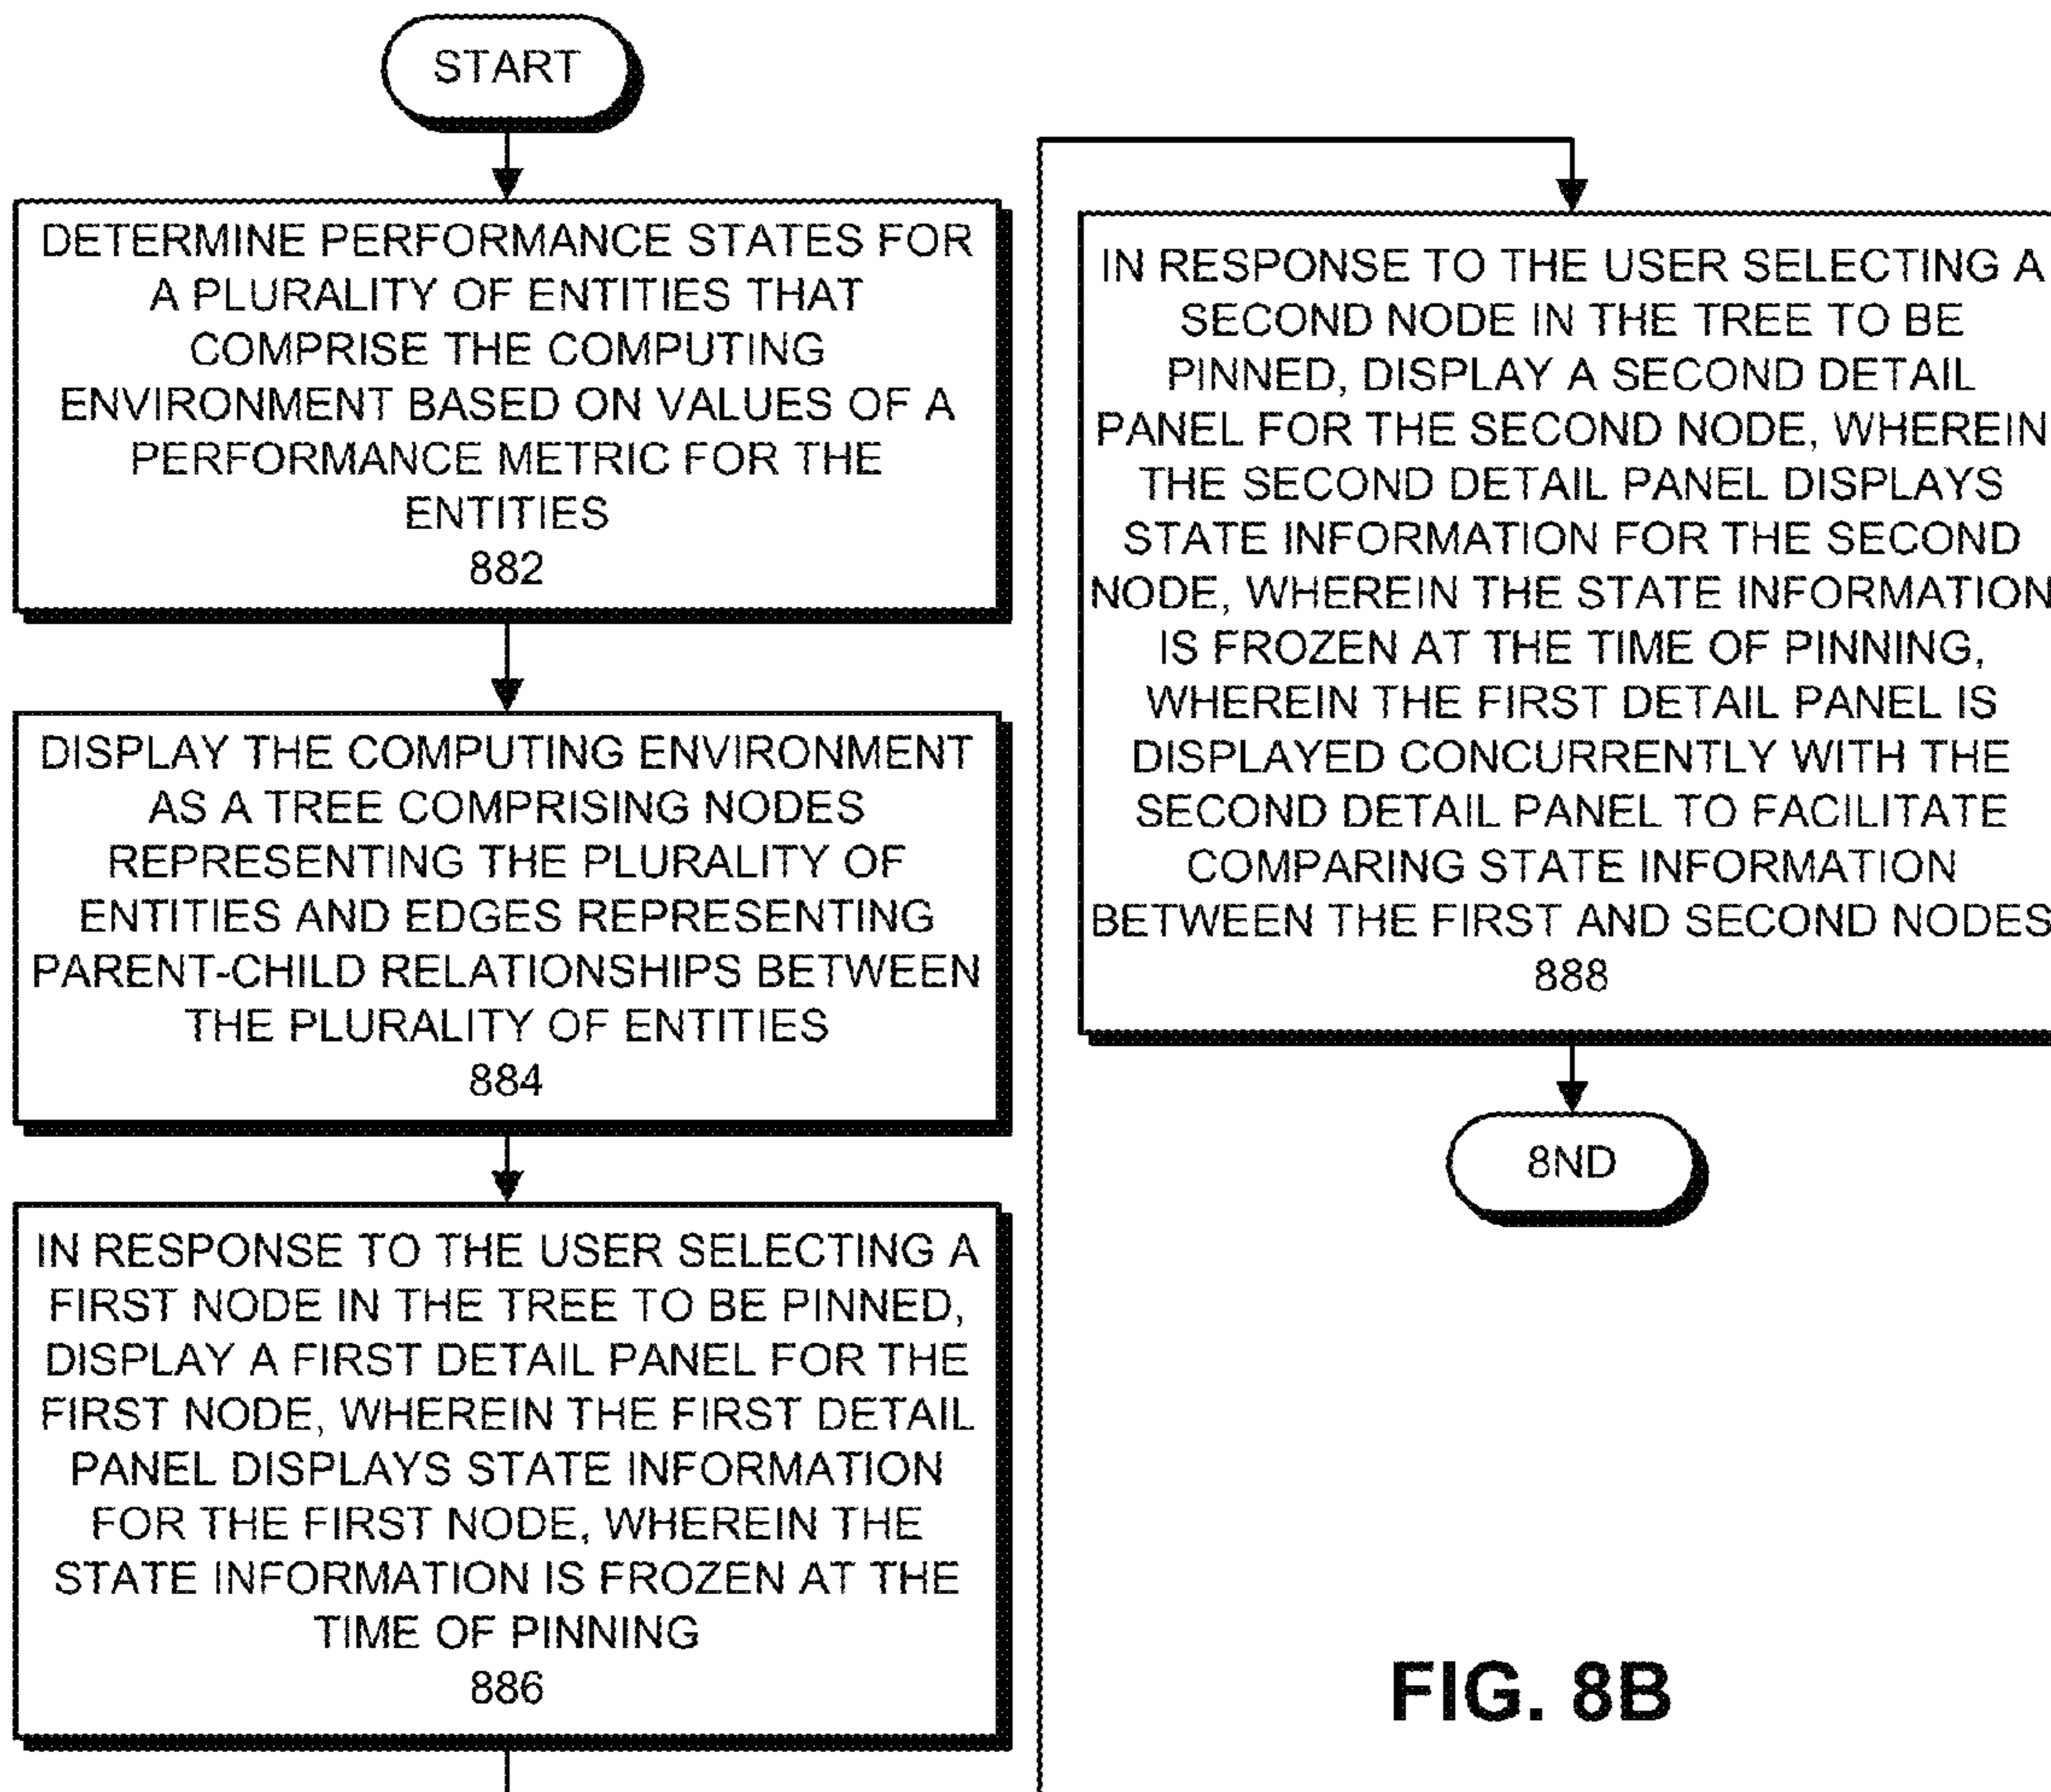 START
DETERMINE PERFORMANCE STATES FOR
A PLURALITY OF ENTITIES THAT
COMPRISE THE COMPUTING
ENVIRONMENT BASED ON VALUES OF A
PERFORMANCE METRIC FOR THE
ENTITIES
882
DISPLAY THE COMPUTING ENVIRONMENT
AS A TREE COMPRISING NODES
REPRESENTING THE PLURALITY OF
ENTITIES AND EDGES REPRESENTING
PARENT-CHILD RELATIONSHIPS BETWEEN
THE PLURALITY OF ENTITIES
884
IN RESPONSE TO THE USER SELECTING A
FIRST NODE IN THE TREE TO BE PINNED,
DISPLAY A FIRST DETAIL PANEL FOR THE
FIRST NODE, WHEREIN THE FIRST DETAIL
PANEL DISPLAYS STATE INFORMATION
FOR THE FIRST NODE, WHEREIN THE
STATE INFORMATION IS FROZEN AT THE
TIME OF PINNING
886
IN RESPONSE TO THE USER SELECTING A
SECOND NODE IN THE TREE TO BE
PINNED, DISPLAY A SECOND DETAIL
PANEL FOR THE SECOND NODE, WHEREIN
THE SECOND DETAIL PANEL DISPLAYS
STATE INFORMATION FOR THE SECOND
NODE, WHEREIN THE STATE INFORMATION
IS FROZEN AT THE TIME OF PINNING,
WHEREIN THE FIRST DETAIL PANEL IS
DISPLAYED CONCURRENTLY WITH THE
SECOND DETAIL PANEL TO FACILITATE
COMPARING STATE INFORMATION
BETWEEN THE FIRST AND SECOND NODES
888
8ND
FIG. 8B